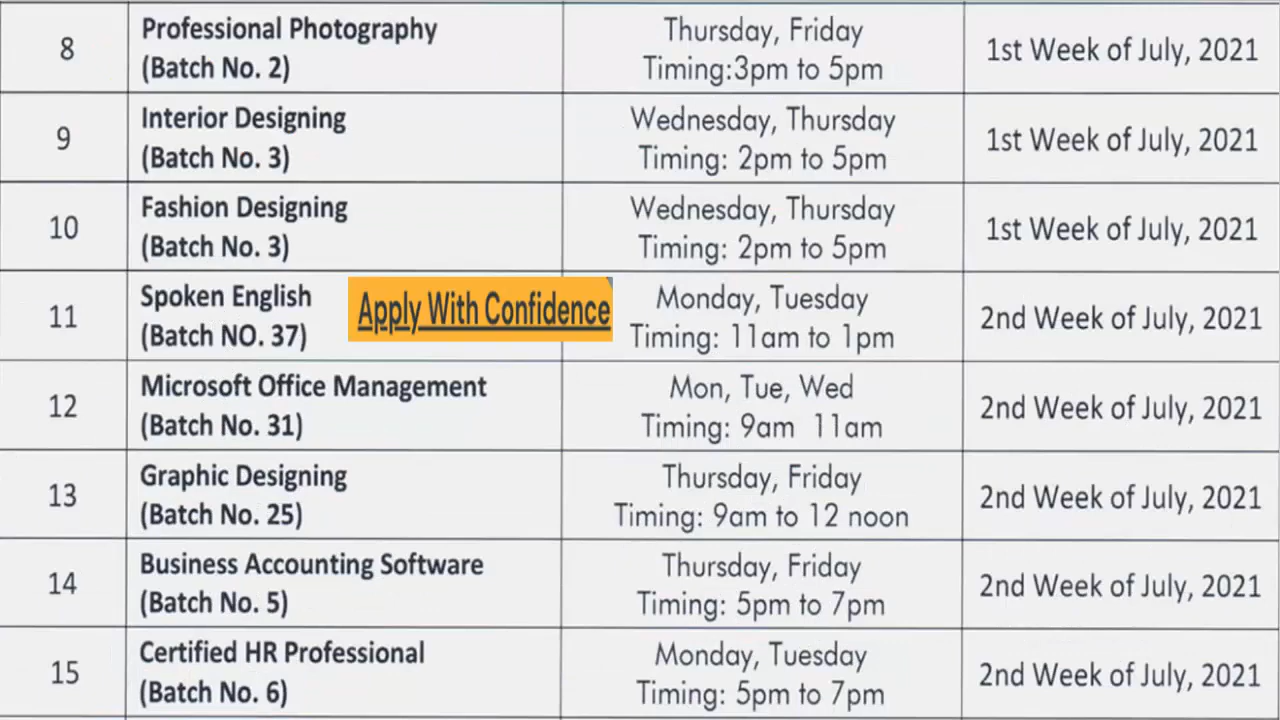 8
Professional Photography
(Batch No. 2)
Thursday, Friday
Timing:3pm to 5pm
1st Week of July, 2021
9
Interior Designing
(Batch No. 3)
Wednesday, Thursday
Timing: 2pm to 5pm
1st Week of July, 2021
10
Fashion Designing
(Batch No. 3)
Wednesday, Thursday
Timing: 2pm to 5pm
1st Week of July, 2021
11
Spoken English
(Batch NO. 37)
Apply With Confidence
Monday, Tuesday
Timing: 11am to 1pm
2nd Week of July, 2021
12
Microsoft Office Management
(Batch No. 31)
Mon, Tue, Wed
Timing: 9am  11am
2nd Week of July, 2021
13
Graphic Designing
(Batch No. 25)
Thursday, Friday
Timing: 9am to 12 noon
2nd Week of July, 2021
14
Business Accounting Software
(Batch No. 5)
Thursday, Friday
Timing: 5pm to 7pm
2nd Week of July, 2021
15
Certified HR Professional
(Batch No. 6)
Monday, Tuesday
Timing: 5pm to 7pm
2nd Week of July, 2021